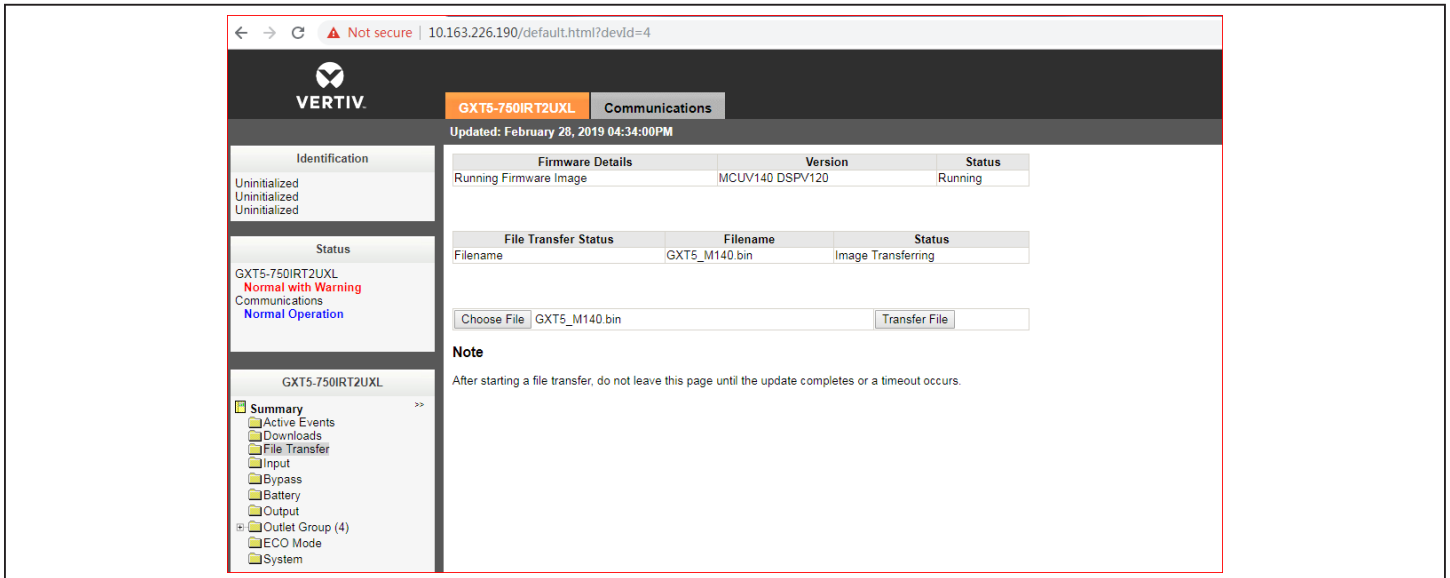 Not secure | 10.163.226.190/default.html?devId=4
VERTIV.
GXT5-750IRT2UXL Communications
Updated: February 28, 2019 04:34:00PM
Identification
Uninitialized
Uninitialized
Uninitialized
Status
GXT5-750IRT2UXL
Normal with Warning
Communications
Normal Operation
GXT5-750IRT2UXL
Summary >>
Active Events
Downloads
File Transfer
Input
Bypass
Battery
Output
Outlet Group (4)
ECO Mode
System
Firmware Details Version Status
Running Firmware Image MCUV140 DSPV120 Running
File Transfer Status Filename Status
Filename GXT5_M140.bin Image Transferring
Choose File GXT5_M140.bin Transfer File
Note
After starting a file transfer, do not leave this page until the update completes or a timeout occurs.